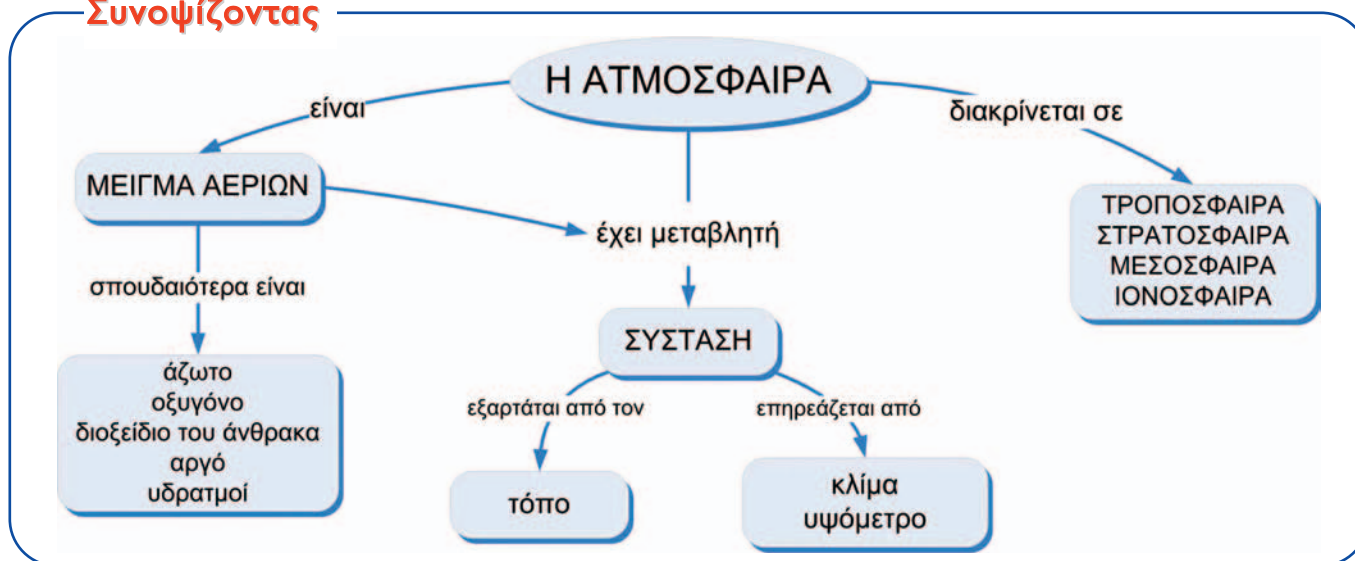 Συνοψίζοντας
Η ΑΤΜΟΣΦΑΙΡΑ
είναι
διακρίνεται σε
ΜΕΙΓΜΑ ΑΕΡΙΩΝ
έχει μεταβλητή
ΤΡΟΠΟΣΦΑΙΡΑ
ΣΤΡΑΤΟΣΦΑΙΡΑ
ΜΕΣΟΣΦΑΙΡΑ
ΙΟΝΟΣΦΑΙΡΑ
σπουδαιότερα είναι
ΣΥΣΤΑΣΗ
άζωτο
οξυγόνο
διοξείδιο του άνθρακα
αργό
υδρατμοί
εξαρτάται από τον
επηρεάζεται από
τόπο
κλίμα
υψόμετρο